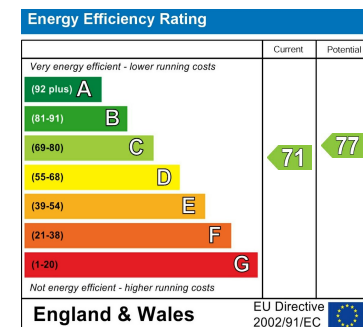 Energy Efficiency Rating
Current Potential
Very energy efficient - lower running costs
(92 plus) A
(81-91) B
(69-80) C
(55-68) D
(39-54) E
(21-38) F
(1-20) G
71
77
Not energy efficient - higher running costs
England & Wales
EU Directive
2002/91/EC